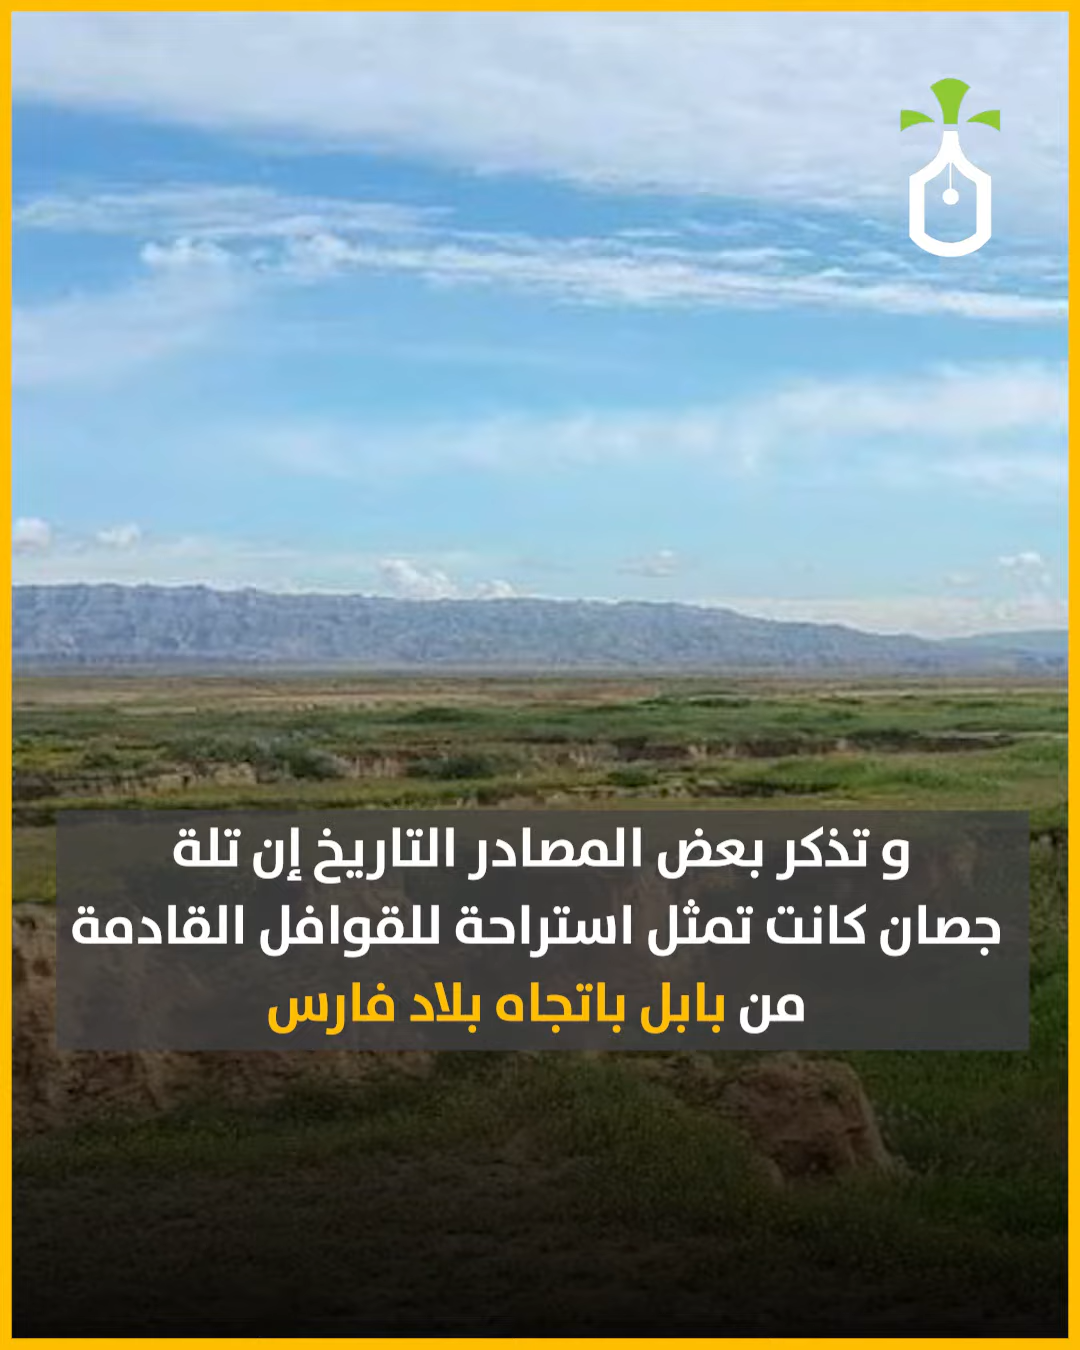 و تذكر بعض المصادر التاريخ إن تلة
جصان كانت تمثل استراحة للقوافل القادمة
من بابل باتجاه بلاد فارس